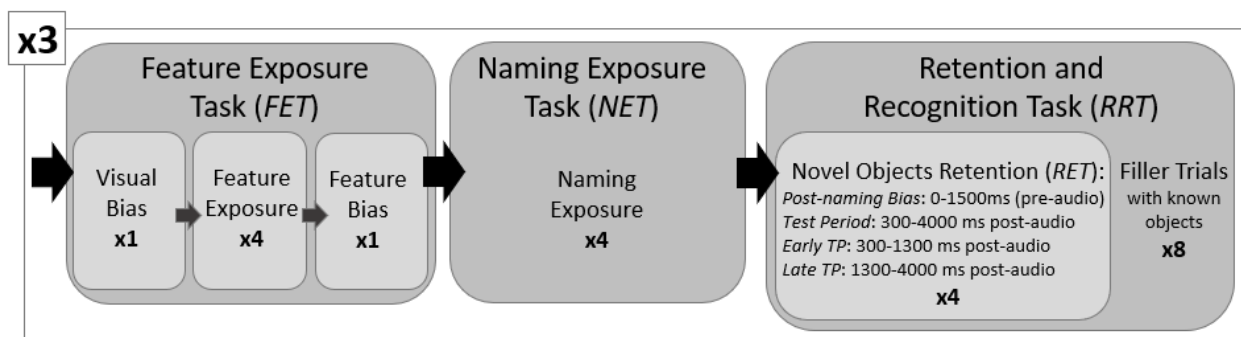 x3
Feature Exposure
Task (FET)
Visual
Bias
x1
Feature
Exposure
x4
Feature
Bias
x1
Naming Exposure
Task (NET)
Naming
Exposure
x4
Retention and
Recognition Task (RRT)
Novel Objects Retention (RET):
Post-naming Bias: 0-1500ms (pre-audio)
Test Period: 300-4000 ms post-audio
Early TP: 300-1300 ms post-audio
Late TP: 1300-4000 ms post-audio
x4
Filler Trials
with known
objects
x8